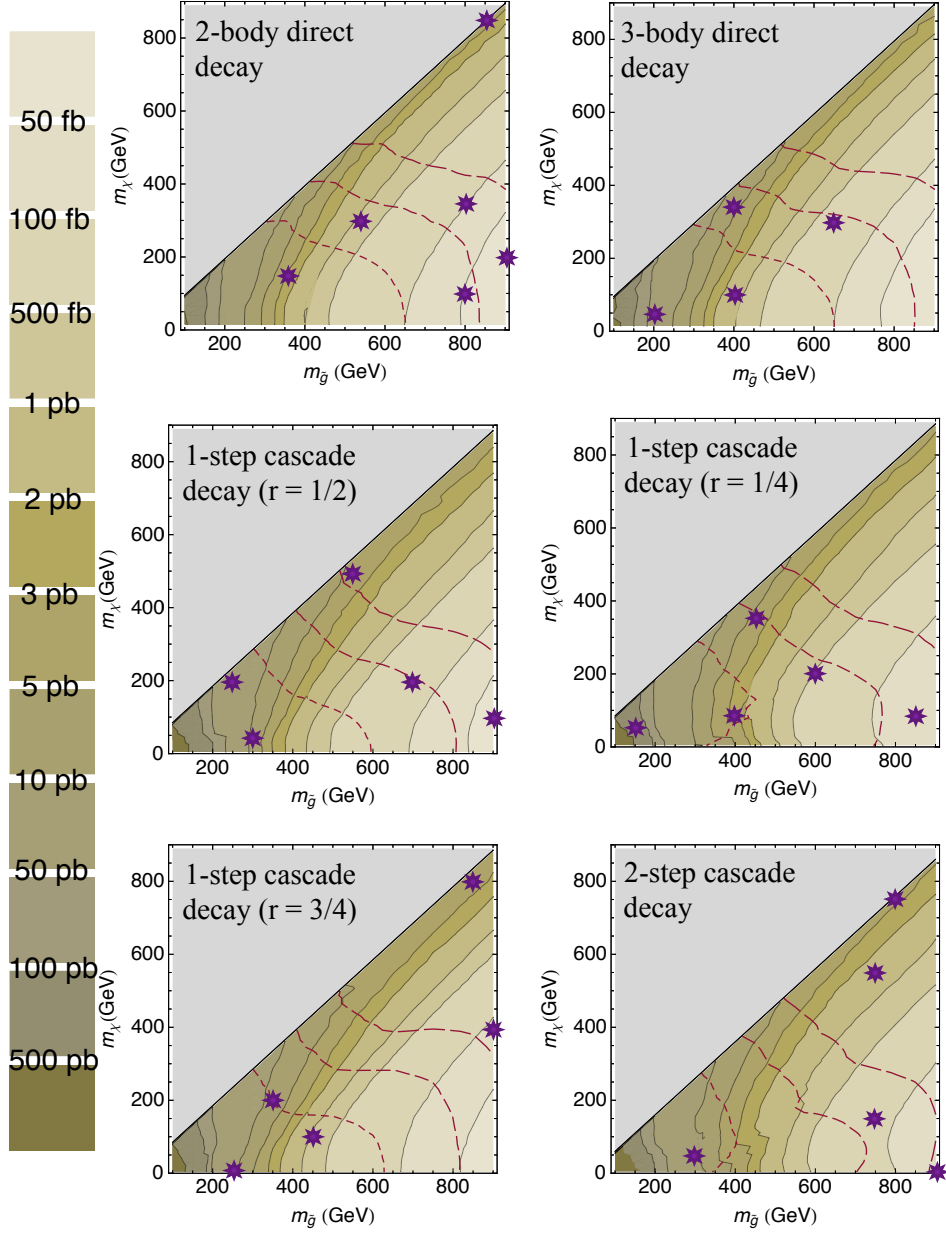 50 fb
100 fb
500 fb
1 pb
2 pb
3 pb
5 pb
10 pb
50 pb
100 pb
500 pb
2-body direct
decay
800
600
400
200
0
200 400 600 800
m_χ(GeV)
m_g̃ (GeV)
3-body direct
decay
800
600
400
200
0
200 400 600 800
m_χ(GeV)
m_g̃ (GeV)
1-step cascade
decay (r = 1/2)
800
600
400
200
0
200 400 600 800
m_χ(GeV)
m_g̃ (GeV)
1-step cascade
decay (r = 1/4)
800
600
400
200
0
200 400 600 800
m_χ(GeV)
m_g̃ (GeV)
1-step cascade
decay (r = 3/4)
800
600
400
200
0
200 400 600 800
m_χ(GeV)
m_g̃ (GeV)
2-step cascade
decay
800
600
400
200
0
200 400 600 800
m_χ(GeV)
m_g̃ (GeV)